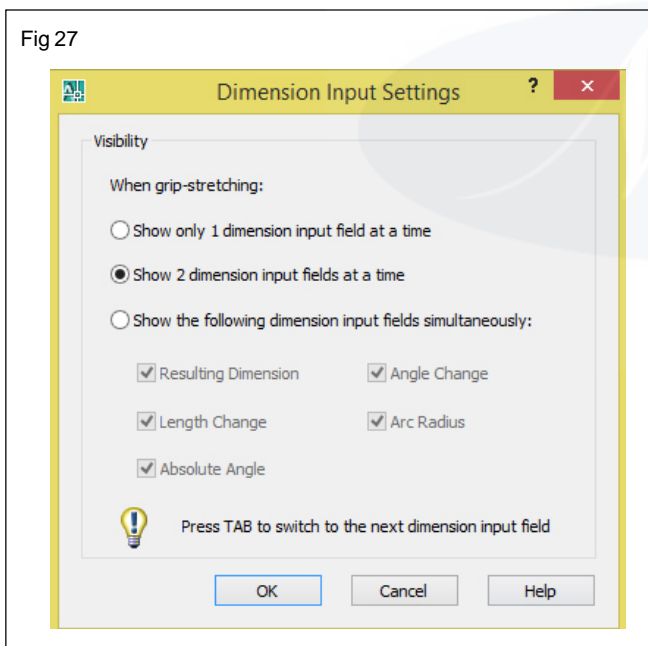 Fig 27
Dimension Input Settings ? ×
Visibility
When grip-stretching:
Show only 1 dimension input field at a time
Show 2 dimension input fields at a time
Show the following dimension input fields simultaneously:
Resulting Dimension Angle Change
Length Change Arc Radius
Absolute Angle
Press TAB to switch to the next dimension input field
OK Cancel Help